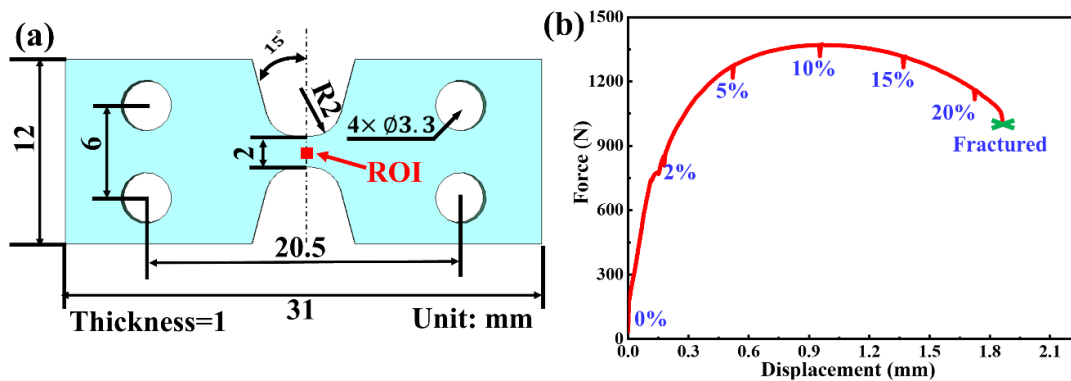 (a)
15°
R2
4× Ø3.3
12
6
2
ROI
20.5
31
Thickness=1
Unit: mm
(b)
Force (N)
1500
1200
900
600
300
0
0%
2%
5%
10%
15%
20%
Fractured
0.0 0.3 0.6 0.9 1.2 1.5 1.8 2.1
Displacement (mm)